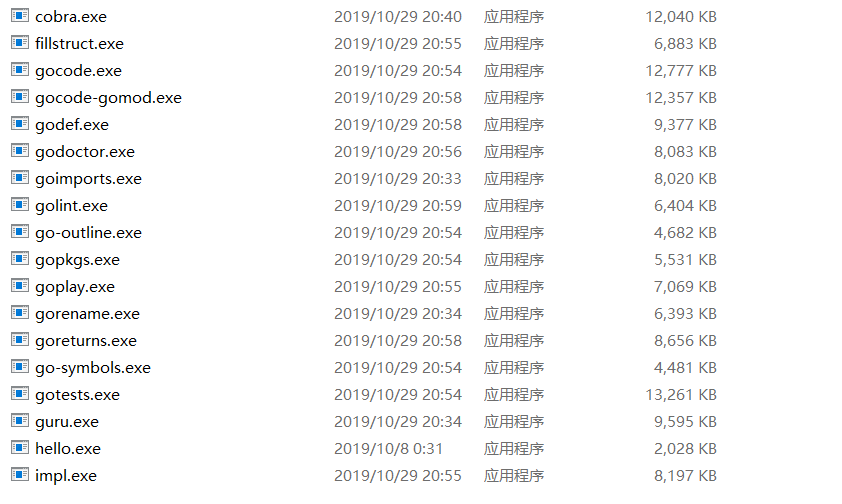 cobra.exe 2019/10/29 20:40 应用程序 12,040 KB
fillstruct.exe 2019/10/29 20:55 应用程序 6,883 KB
gocode.exe 2019/10/29 20:54 应用程序 12,777 KB
gocode-gomod.exe 2019/10/29 20:58 应用程序 12,357 KB
godef.exe 2019/10/29 20:58 应用程序 9,377 KB
godoctor.exe 2019/10/29 20:56 应用程序 8,083 KB
goimports.exe 2019/10/29 20:33 应用程序 8,020 KB
golint.exe 2019/10/29 20:59 应用程序 6,404 KB
go-outline.exe 2019/10/29 20:54 应用程序 4,682 KB
gopkgs.exe 2019/10/29 20:54 应用程序 5,531 KB
goplay.exe 2019/10/29 20:55 应用程序 7,069 KB
gorename.exe 2019/10/29 20:34 应用程序 6,393 KB
goreturns.exe 2019/10/29 20:58 应用程序 8,656 KB
go-symbols.exe 2019/10/29 20:54 应用程序 4,481 KB
gotests.exe 2019/10/29 20:54 应用程序 13,261 KB
guru.exe 2019/10/29 20:34 应用程序 9,595 KB
hello.exe 2019/10/8 0:31 应用程序 2,028 KB
impl.exe 2019/10/29 20:55 应用程序 8,197 KB